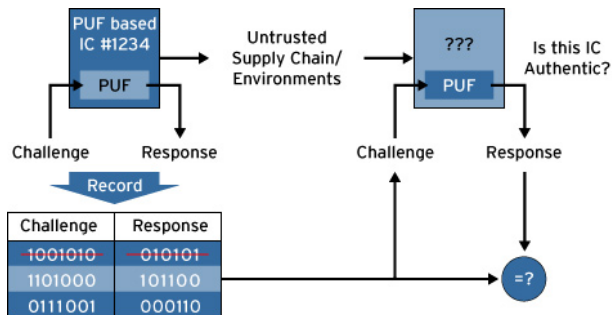 PUF based
IC #1234
PUF
Challenge
Response
Untrusted
Supply Chain/
Environments
???
PUF
Is this IC
Authentic?
Challenge
Response
Record
Challenge Response
1001010 010101
1101000 101100
0111001 000110
=?